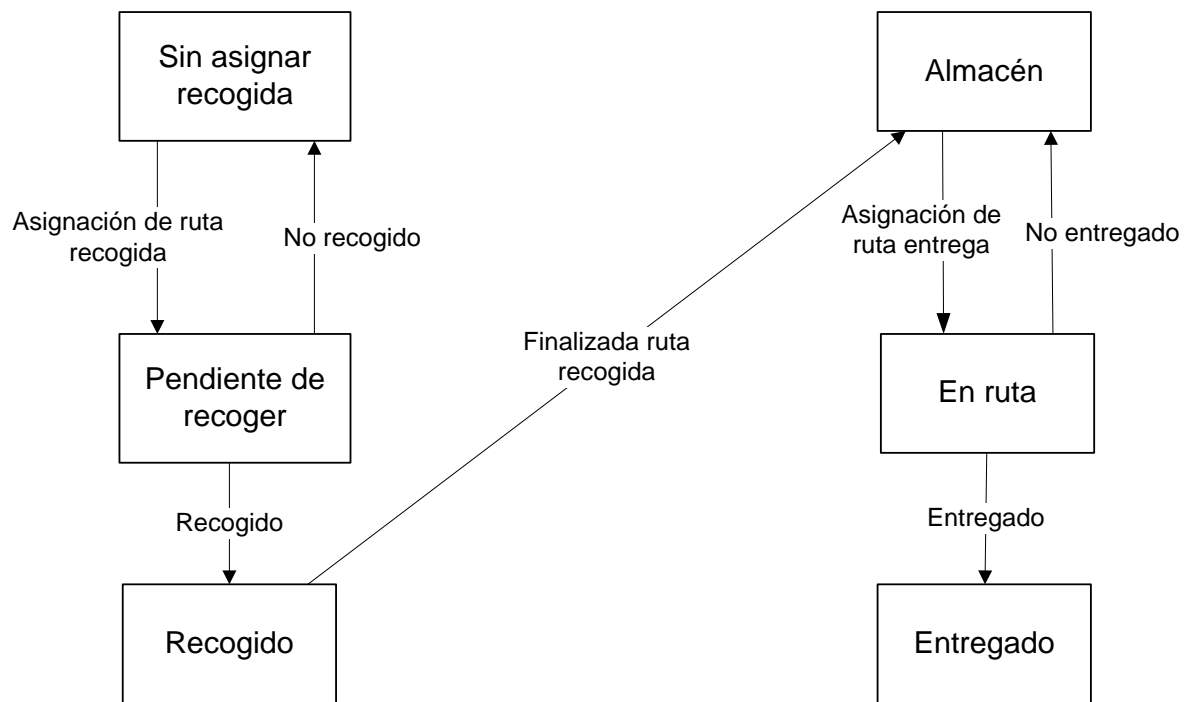 Sin asignar
recogida
Almacén
Asignación de ruta
recogida
No recogido
Asignación de
ruta entrega
No entregado
Finalizada ruta
recogida
Pendiente de
recoger
En ruta
Recogido
Entregado
Recogido
Entregado